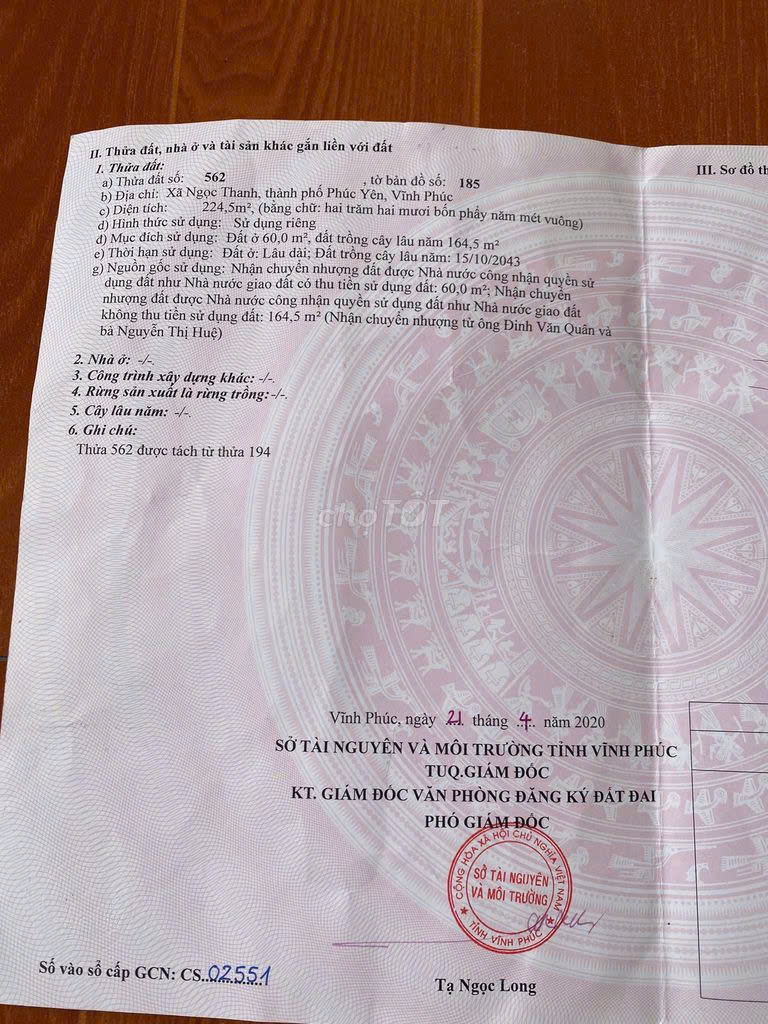 II. Thửa đất, nhà ở và tài sản khác gắn liền với đất
III. Sơ đồ th
1. Thửa đất:
a) Thửa đất số: 562 , tờ bản đồ số: 185
b) Địa chỉ: Xã Ngọc Thanh, thành phố Phúc Yên, Vĩnh Phúc
c) Diện tích: 224,5m², (bằng chữ: hai trăm hai mươi bốn phẩy năm mét vuông)
d) Hình thức sử dụng: Sử dụng riêng
đ) Mục đích sử dụng: Đất ở 60,0 m², đất trồng cây lâu năm 164,5 m²
e) Thời hạn sử dụng: Đất ở: Lâu dài; Đất trồng cây lâu năm: 15/10/2043
g) Nguồn gốc sử dụng: Nhận chuyển nhượng đất được Nhà nước công nhận quyền sử
dụng đất như Nhà nước giao đất có thu tiền sử dụng đất: 60,0 m²; Nhận chuyển
nhượng đất được Nhà nước công nhận quyền sử dụng đất như Nhà nước giao đất
không thu tiền sử dụng đất: 164,5 m² (Nhận chuyển nhượng từ ông Đinh Văn Quân và
bà Nguyễn Thị Huệ)
2. Nhà ở: -/-.
3. Công trình xây dựng khác: -/-.
4. Rừng sản xuất là rừng trồng:-/-.
5. Cây lâu năm: -/-.
6. Ghi chú:
Thửa 562 được tách từ thửa 194
chợTỐT
Vĩnh Phúc, ngày 21 tháng 4 năm 2020
SỞ TÀI NGUYÊN VÀ MÔI TRƯỜNG TỈNH VĨNH PHÚC
TUQ.GIÁM ĐỐC
KT. GIÁM ĐỐC VĂN PHÒNG ĐĂNG KÝ ĐẤT ĐAI
PHÓ GIÁM ĐỐC
CỘNG HÒA XÃ HỘI CHỦ NGHĨA VIỆT NAM
SỞ TÀI NGUYÊN
VÀ MÔI TRƯỜNG
TỈNH VĨNH PHÚC
Số vào sổ cấp GCN: CS.02551
Tạ Ngọc Long